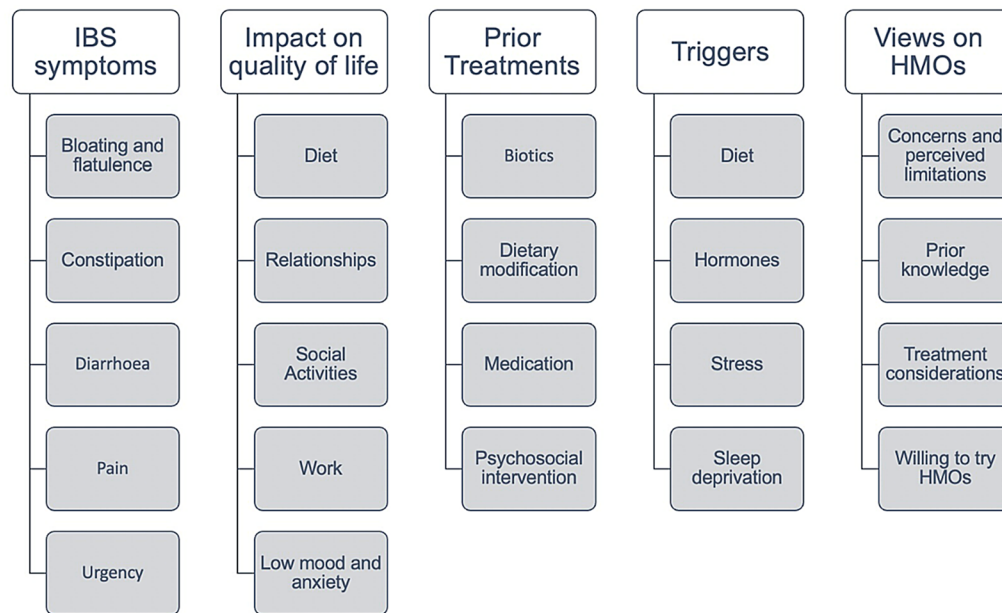 IBS
symptoms
Bloating and
flatulence
Constipation
Diarrhoea
Pain
Urgency
Impact on
quality of life
Diet
Relationships
Social
Activities
Work
Low mood and
anxiety
Prior
Treatments
Biotics
Dietary
modification
Medication
Psychosocial
intervention
Triggers
Diet
Hormones
Stress
Sleep
deprivation
Views on
HMOs
Concerns and
perceived
limitations
Prior
knowledge
Treatment
considerations
Willing to try
HMOs